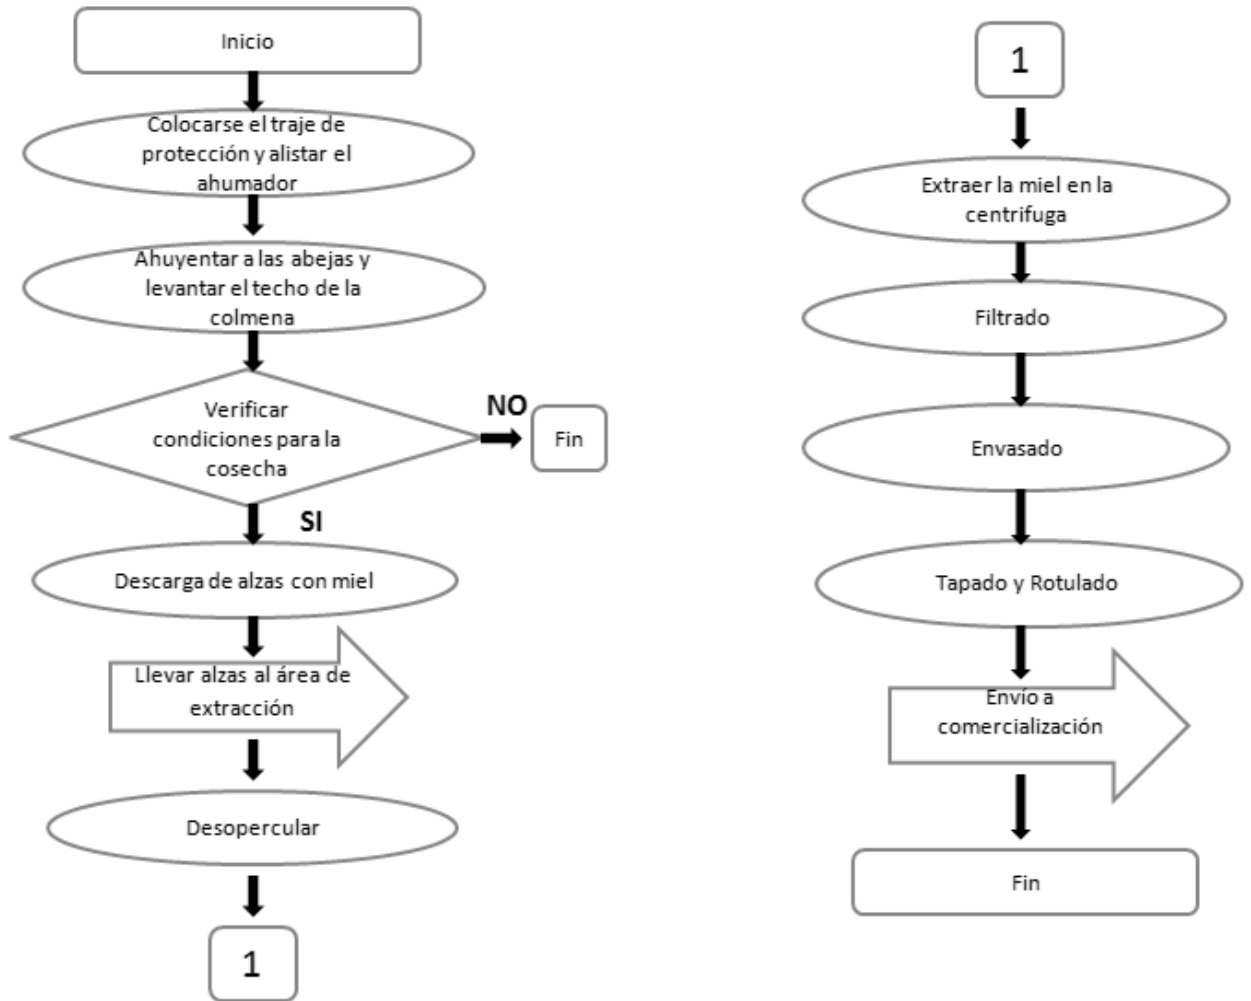 Inicio
Colocarse el traje de
protección y alistar el
ahumador
Ahuyentar a las abejas y
levantar el techo de la
colmena
Verificar
condiciones para la
cosecha
NO
Fin
SI
Descarga de alzas con miel
Llevar alzas al área de
extracción
Desopercular
1
1
Extraer la miel en la
centrifuga
Filtrado
Envasado
Tapado y Rotulado
Envío a
comercialización
Fin